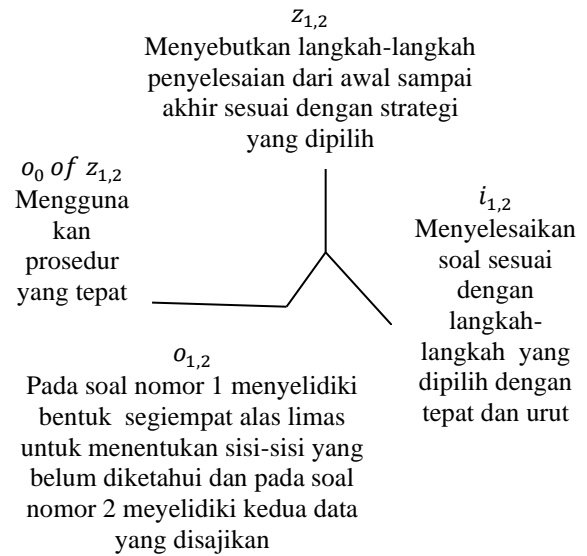 z₁,₂
Menyebutkan langkah-langkah
penyelesaian dari awal sampai
akhir sesuai dengan strategi
yang dipilih
o₀ of z₁,₂
Mengguna
kan
prosedur
yang tepat
i₁,₂
Menyelesaikan
soal sesuai
dengan
langkah-
langkah yang
dipilih dengan
tepat dan urut
o₁,₂
Pada soal nomor 1 menyelidiki
bentuk segiempat alas limas
untuk menentukan sisi-sisi yang
belum diketahui dan pada soal
nomor 2 meyelidiki kedua data
yang disajikan